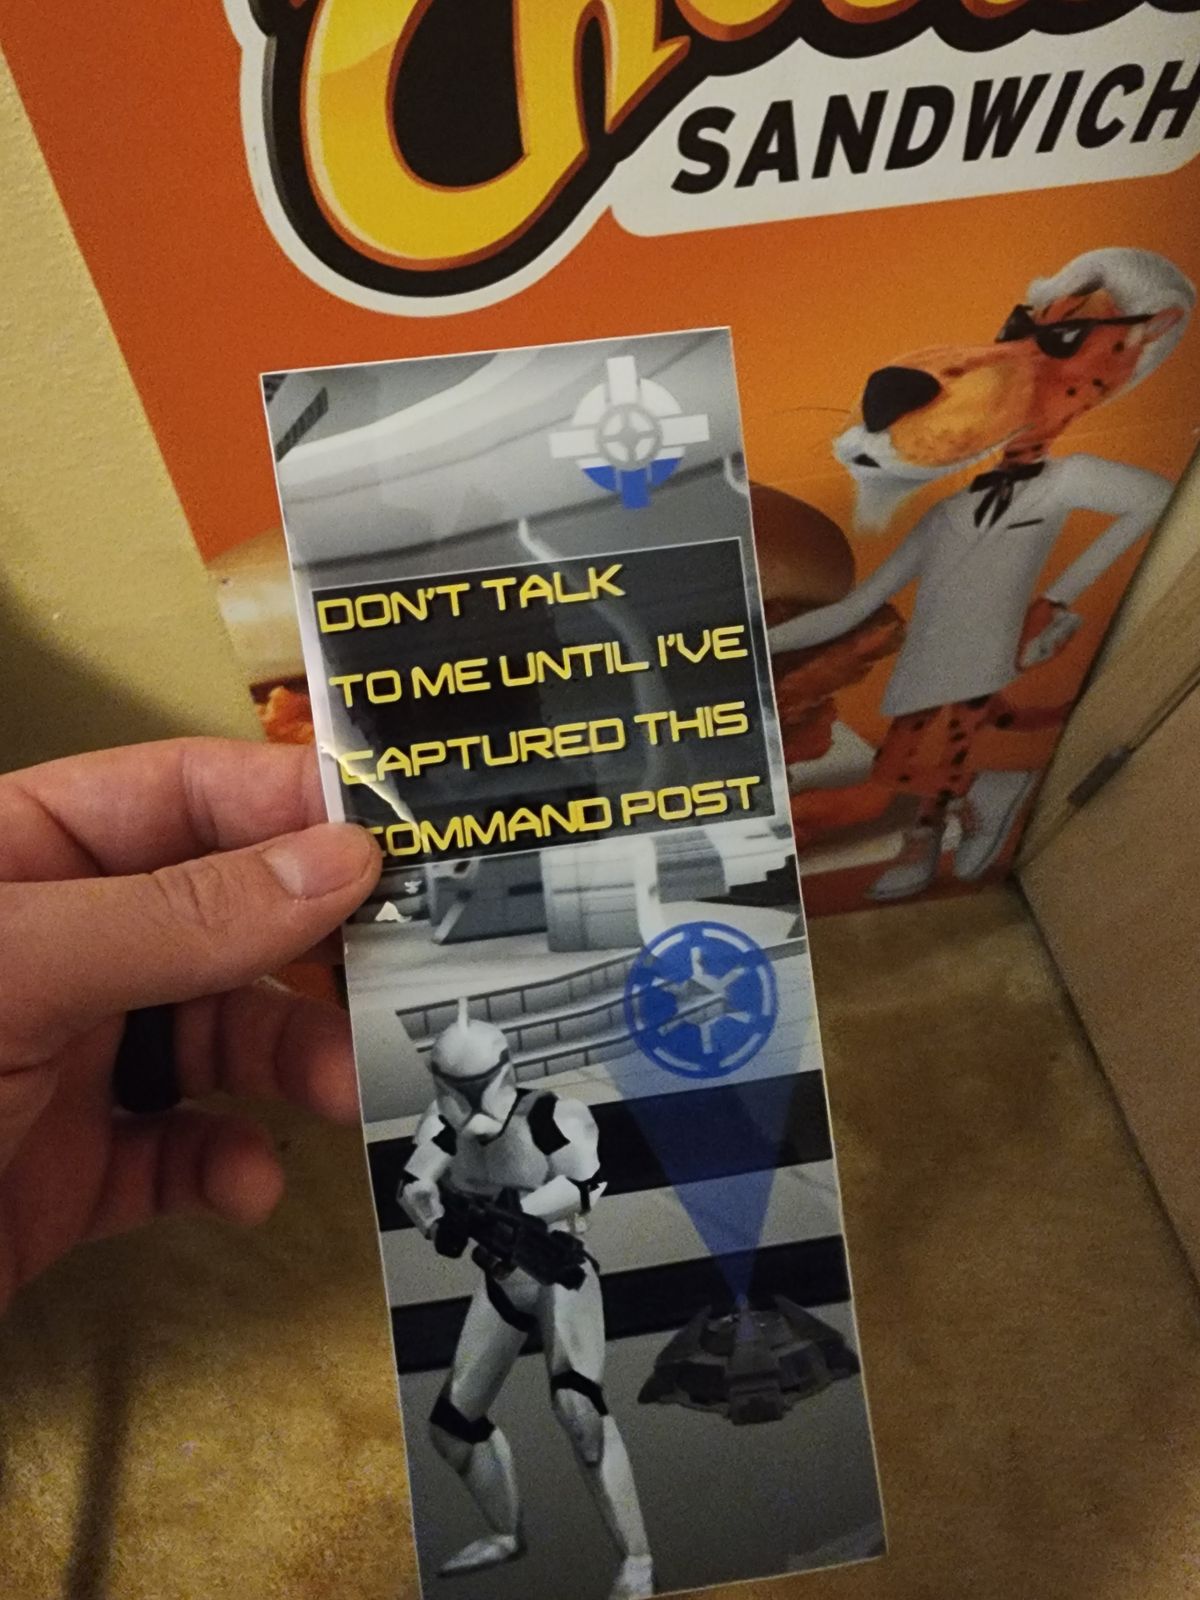 SANDWICH
DON'T TALK
TO ME UNTIL I'VE
CAPTURED THIS
COMMAND POST